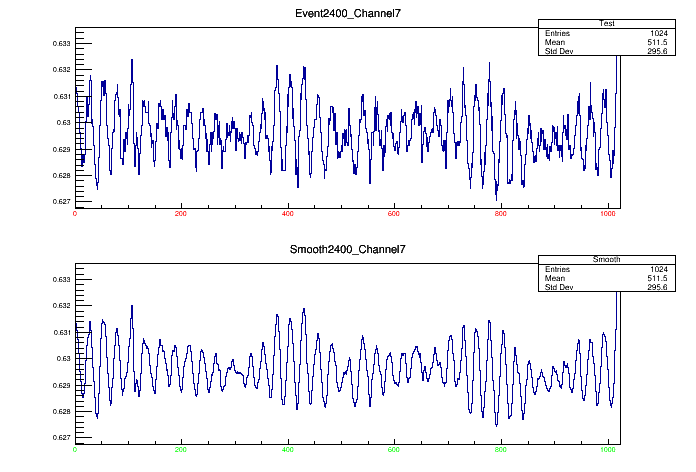 Event2400_Channel7
Test
Entries 1024
Mean 511.5
Std Dev 295.6
0.633
0.632
0.631
0.63
0.629
0.628
0.627
0 200 400 600 800 1000
Smooth2400_Channel7
Smooth
Entries 1024
Mean 511.5
Std Dev 295.6
0.633
0.632
0.631
0.63
0.629
0.628
0.627
0 200 400 600 800 1000